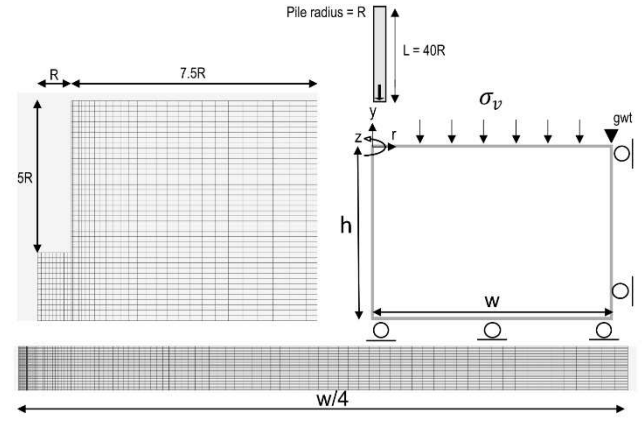 Pile radius = R
L = 40R
R
7.5R
5R
σᵥ
gwt
y
z
r
h
w
w/4